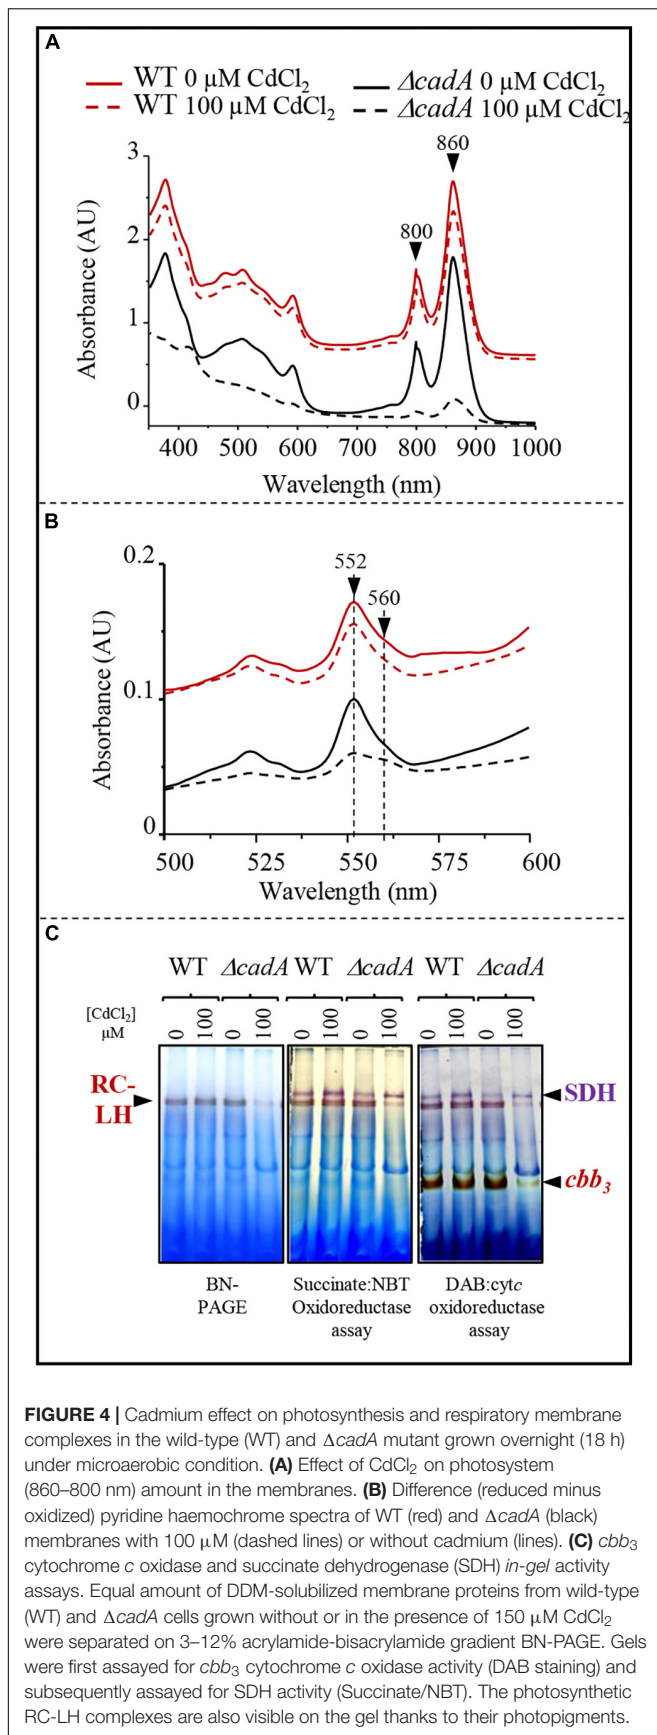 A
WT 0 μM CdCl2
WT 100 μM CdCl2
ΔcadA 0 μM CdCl2
ΔcadA 100 μM CdCl2
860
800
3
2
1
0
Absorbance (AU)
400 500 600 700 800 900 1000
Wavelength (nm)
B
552
560
0.2
0.1
0
Absorbance (AU)
500 525 550 575 600
Wavelength (nm)
C
WT ΔcadA WT ΔcadA WT ΔcadA
[CdCl2]
μM
0 100 0 100 0 100 0 100 0 100 0 100
RC-
LH
SDH
cbb3
BN-
PAGE
Succinate:NBT
Oxidoreductase
assay
DAB:cytc
oxidoreductase
assay
FIGURE 4 | Cadmium effect on photosynthesis and respiratory membrane
complexes in the wild-type (WT) and ΔcadA mutant grown overnight (18 h)
under microaerobic condition. (A) Effect of CdCl2 on photosystem
(860–800 nm) amount in the membranes. (B) Difference (reduced minus
oxidized) pyridine haemochrome spectra of WT (red) and ΔcadA (black)
membranes with 100 μM (dashed lines) or without cadmium (lines). (C) cbb3
cytochrome c oxidase and succinate dehydrogenase (SDH) in-gel activity
assays. Equal amount of DDM-solubilized membrane proteins from wild-type
(WT) and ΔcadA cells grown without or in the presence of 150 μM CdCl2
were separated on 3–12% acrylamide-bisacrylamide gradient BN-PAGE. Gels
were first assayed for cbb3 cytochrome c oxidase activity (DAB staining) and
subsequently assayed for SDH activity (Succinate/NBT). The photosynthetic
RC-LH complexes are also visible on the gel thanks to their photopigments.